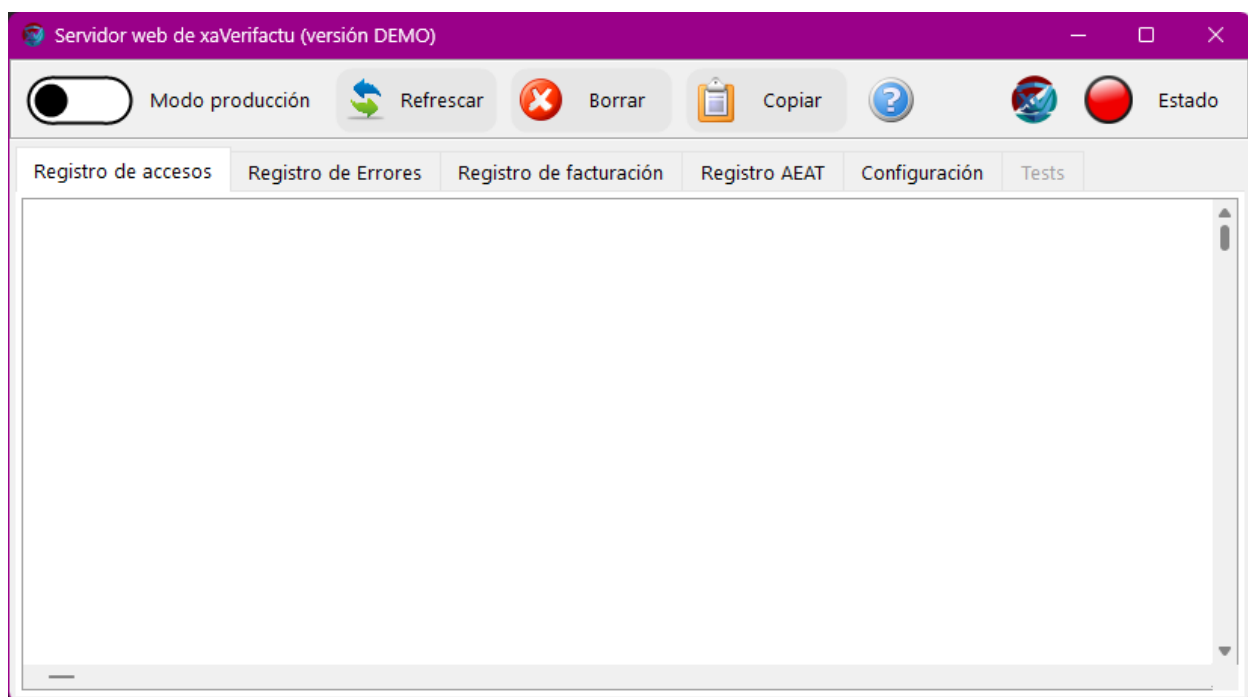 Servidor web de xaVerifactu (versión DEMO)
Modo producción Refrescar Borrar Copiar Estado
Registro de accesos Registro de Errores Registro de facturación Registro AEAT Configuración Tests